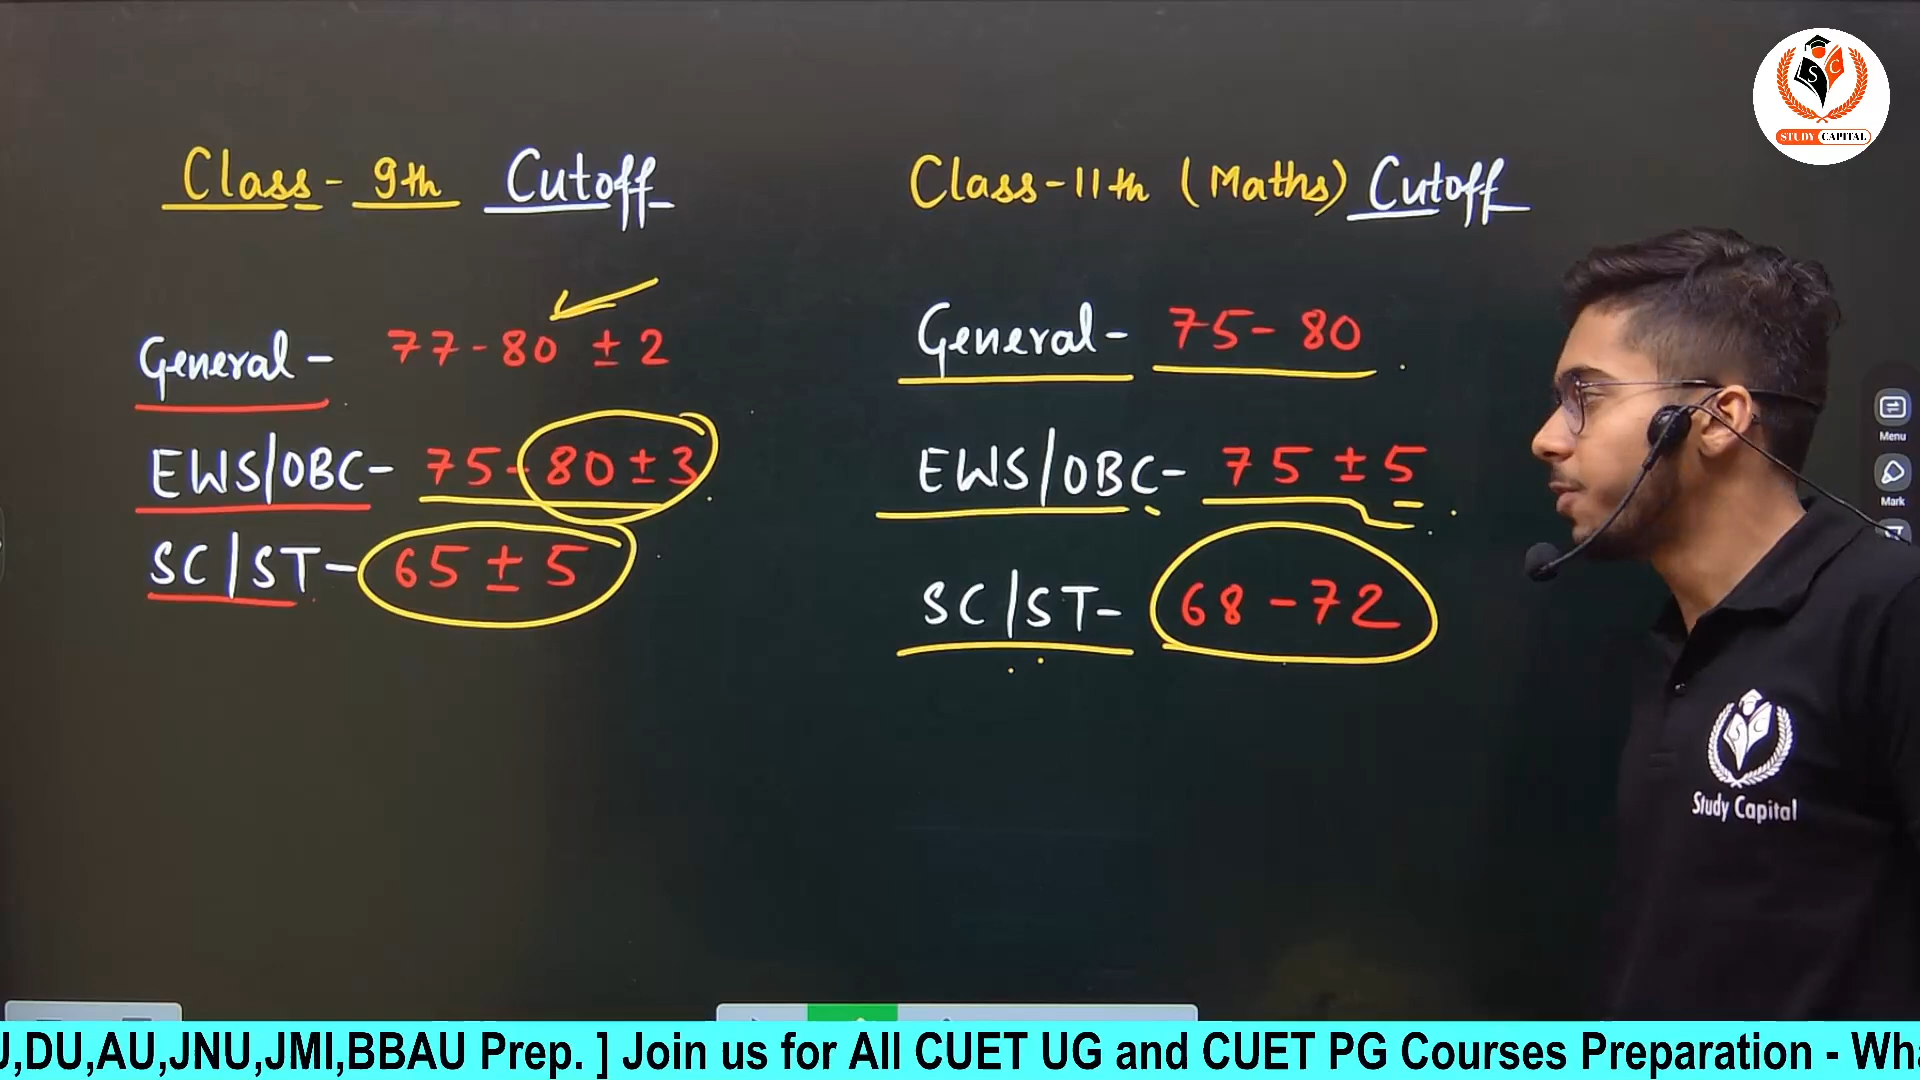 S C
STUDY CAPITAL
Class - 9th Cutoff
General - 77-80 ± 2
EWS/OBC- 75-80±3
SC/ST- 65±5
Class-11th (Maths) Cutoff
General- 75-80
EWS/OBC- 75±5
SC/ST- 68-72
Menu
Mark
S C
Study Capital
,DU,AU,JNU,JMI,BBAU Prep. ] Join us for All CUET UG and CUET PG Courses Preparation -